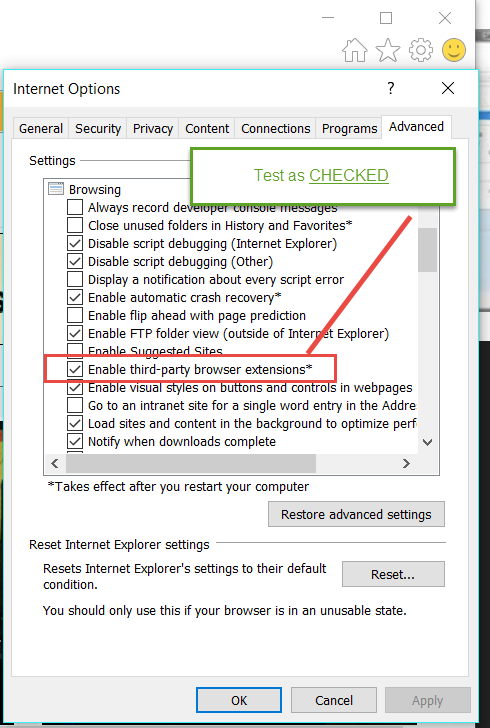 Internet Options
?
General
Security
Privacy
Content
Connections
Programs
Advanced
Settings
Test as CHECKED
Browsing
Always record developer console messages
Close unused folders in History and Favorites*
Disable script debugging (Internet Explorer)
Disable script debugging (Other)
Display a notification about every script error
Enable automatic crash recovery*
Enable flip ahead with page prediction
Enable FTP folder view (outside of Internet Explorer)
Enable Suggested Sites
Enable third-party browser extensions*
Enable visual styles on buttons and controls in webpages
Go to an intranet site for a single word entry in the Addre
Load sites and content in the background to optimize perf
Notify when downloads complete
*Takes effect after you restart your computer
Restore advanced settings
Reset Internet Explorer settings
Resets Internet Explorer's settings to their default
condition.
Reset...
You should only use this if your browser is in an unusable state.
OK
Cancel
Apply